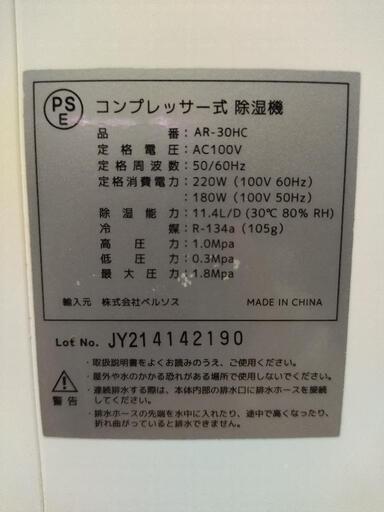 PS
E
コンプレッサー式 除湿機
品番：AR-30HC
定格電圧：AC100V
定格周波数：50/60Hz
定格消費電力：220W（100V 60Hz）
180W（100V 50Hz）
除湿能力：11.4L/D (30℃ 80% RH)
冷媒：R-134a（105g）
高圧力：1.0Mpa
低圧力：0.3Mpa
最大圧力：1.8Mpa
輸入元 株式会社ベルソス MADE IN CHINA
Lot No. JY214142190
・取扱説明書をよくお読みのうえ、ご使用ください。
・屋外や水のかかる恐れがある場所で使用しないでください。
・連続排水する際は、本体内部の排水口に排水ホースを接続
してください。
・排水ホースの先端を水中に入れたり、途中で高くなったり、
折れ曲がっていると排水できません。
警告